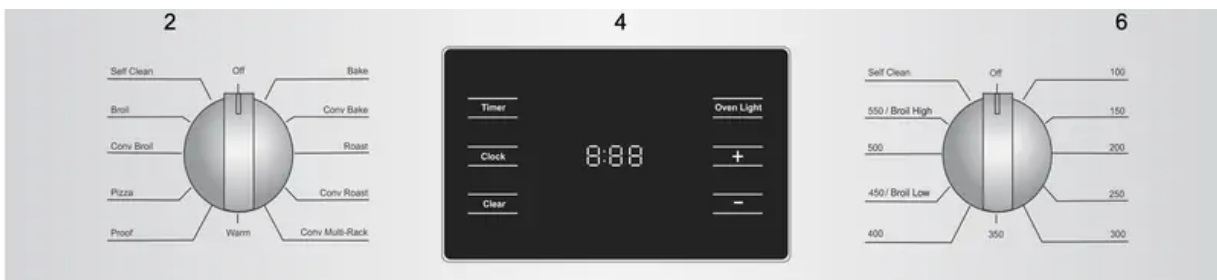 2
4
6
Self Clean
Off
Bake
Broil
Conv Bake
Conv Broil
Roast
Pizza
Conv Roast
Proof
Warm
Conv Multi-Rack
Timer
Oven Light
Clock
8:88
+
Clear
−
Self Clean
Off
100
550 / Broil High
150
500
200
450 / Broil Low
250
400
350
300